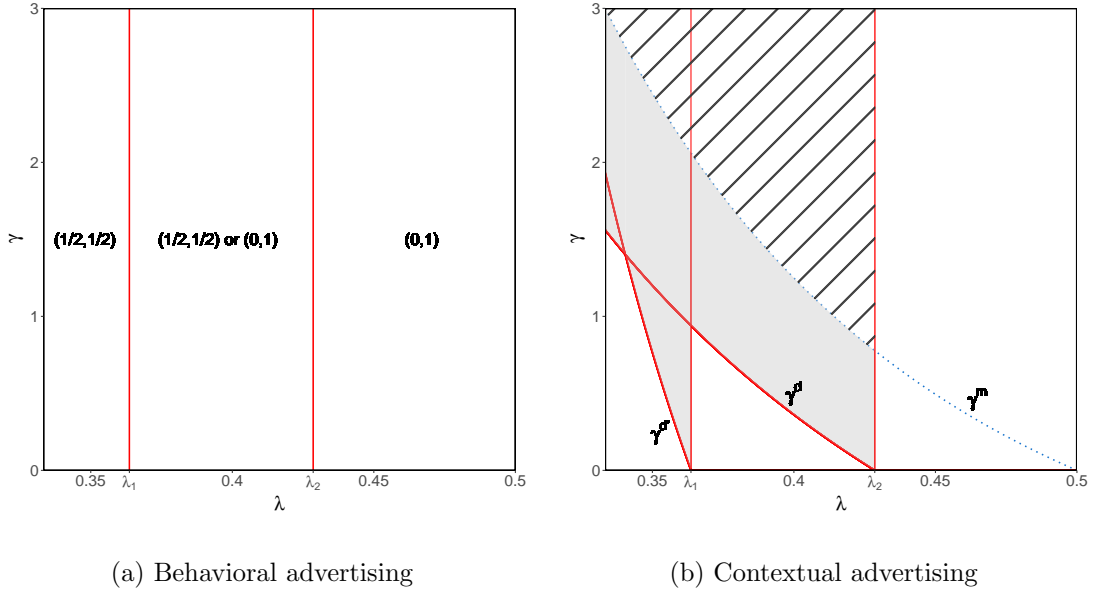 3
2
γ
1
0
(1/2,1/2)
(1/2,1/2) or (0,1)
(0,1)
0.35
λ1
0.4
λ2
0.45
0.5
λ
(a) Behavioral advertising
3
2
γ
1
0
γd'
γd
γm
0.35
λ1
0.4
λ2
0.45
0.5
λ
(b) Contextual advertising